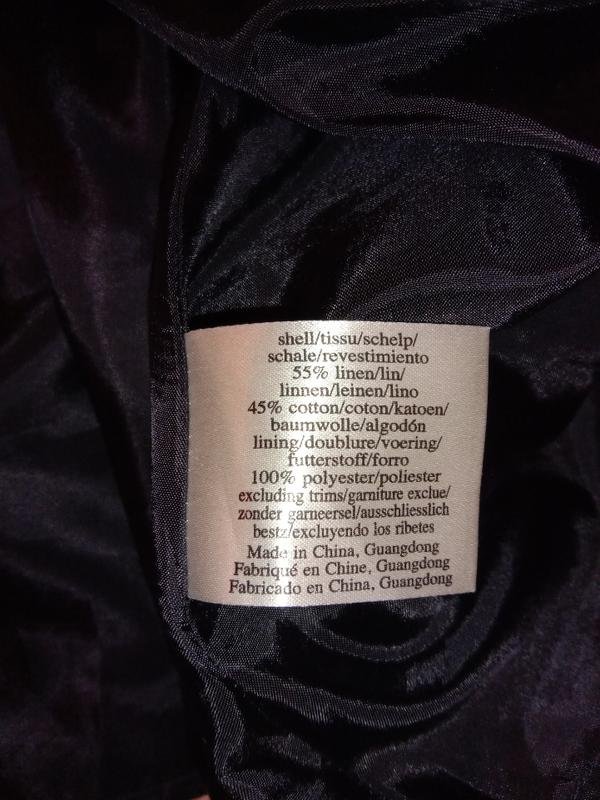 shell/tissu/schelp/
schale/revestimiento
55% linen/lin/
linnen/leinen/lino
45% cotton/coton/katoen/
baumwolle/algodón
lining/doublure/voering/
futterstoff/forro
100% polyester/poliester
excluding trims/garniture exclue/
zonder garneersel/ausschliesslich
bestz/excluyendo los ribetes
Made in China, Guangdong
Fabriqué en Chine, Guangdong
Fabricado en China, Guangdong